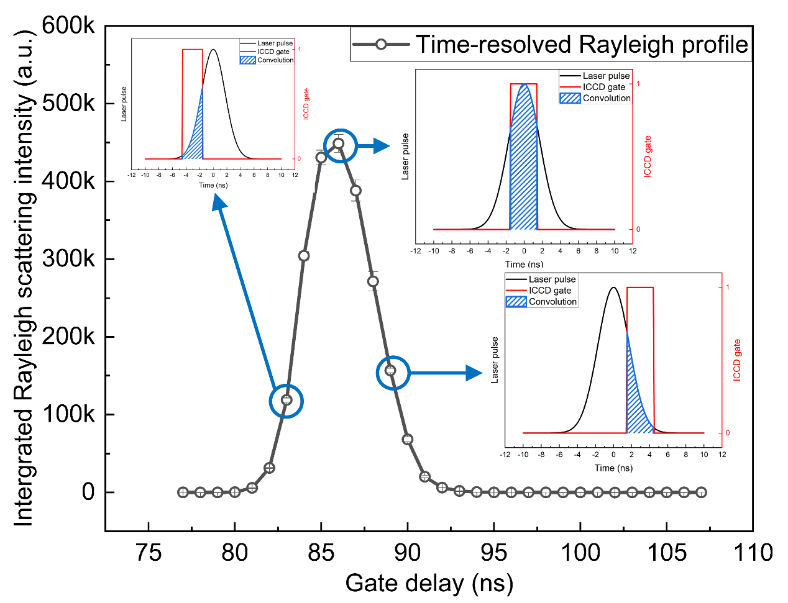 600k
500k
400k
300k
200k
100k
0
Intergrated Rayleigh scattering intensity (a.u.)
75 80 85 90 95 100 105 110
Gate delay (ns)
Time-resolved Rayleigh profile
Laser pulse
ICCD gate
Convolution
Laser pulse
ICCD gate
1
0
-12 -10 -8 -6 -4 -2 0 2 4 6 8 10 12
Time (ns)
Laser pulse
ICCD gate
Convolution
Laser pulse
ICCD gate
1
0
-12 -10 -8 -6 -4 -2 0 2 4 6 8 10 12
Time (ns)
Laser pulse
ICCD gate
Convolution
Laser pulse
ICCD gate
1
0
-12 -10 -8 -6 -4 -2 0 2 4 6 8 10 12
Time (ns)